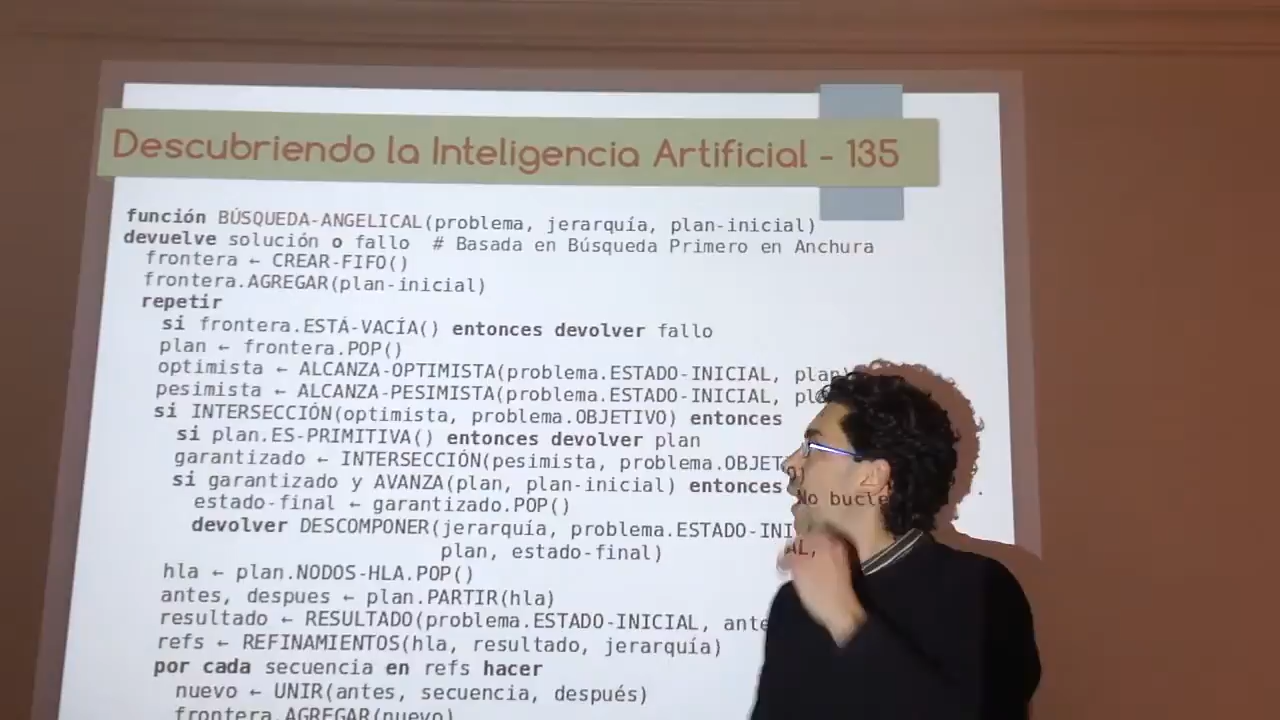 Descubriendo la Inteligencia Artificial - 135
función BÚSQUEDA-ANGELICAL(problema, jerarquía, plan-inicial)
devuelve solución o fallo # Basada en Búsqueda Primero en Anchura
frontera ← CREAR-FIFO()
frontera.AGREGAR(plan-inicial)
repetir
si frontera.ESTÁ-VACÍA() entonces devolver fallo
plan ← frontera.POP()
optimista ← ALCANZA-OPTIMISTA(problema.ESTADO-INICIAL, plan)
pesimista ← ALCANZA-PESIMISTA(problema.ESTADO-INICIAL,
si INTERSECCIÓN(optimista, problema.OBJETIVO) entonces
si plan.ES-PRIMITIVA() entonces devolver plan
garantizado ← INTERSECCIÓN(pesimista,
si garantizado y AVANZA(plan, plan-inicial) entonces No bucle
estado-final ← garantizado.POP()
devolver DESCOMPONER(jerarquía, problema.ESTADO-INICIAL,
plan, estado-final)
hla ← plan.NODOS-HLA.POP()
antes, despues ← plan.PARTIR(hla)
resultado ← RESULTADO(problema.ESTADO-INICIAL,
refs ← REFINAMIENTOS(hla, resultado, jerarquía)
por cada secuencia en refs hacer
nuevo ← UNIR(antes, secuencia, después)
frontera.AGREGAR(nuevo)